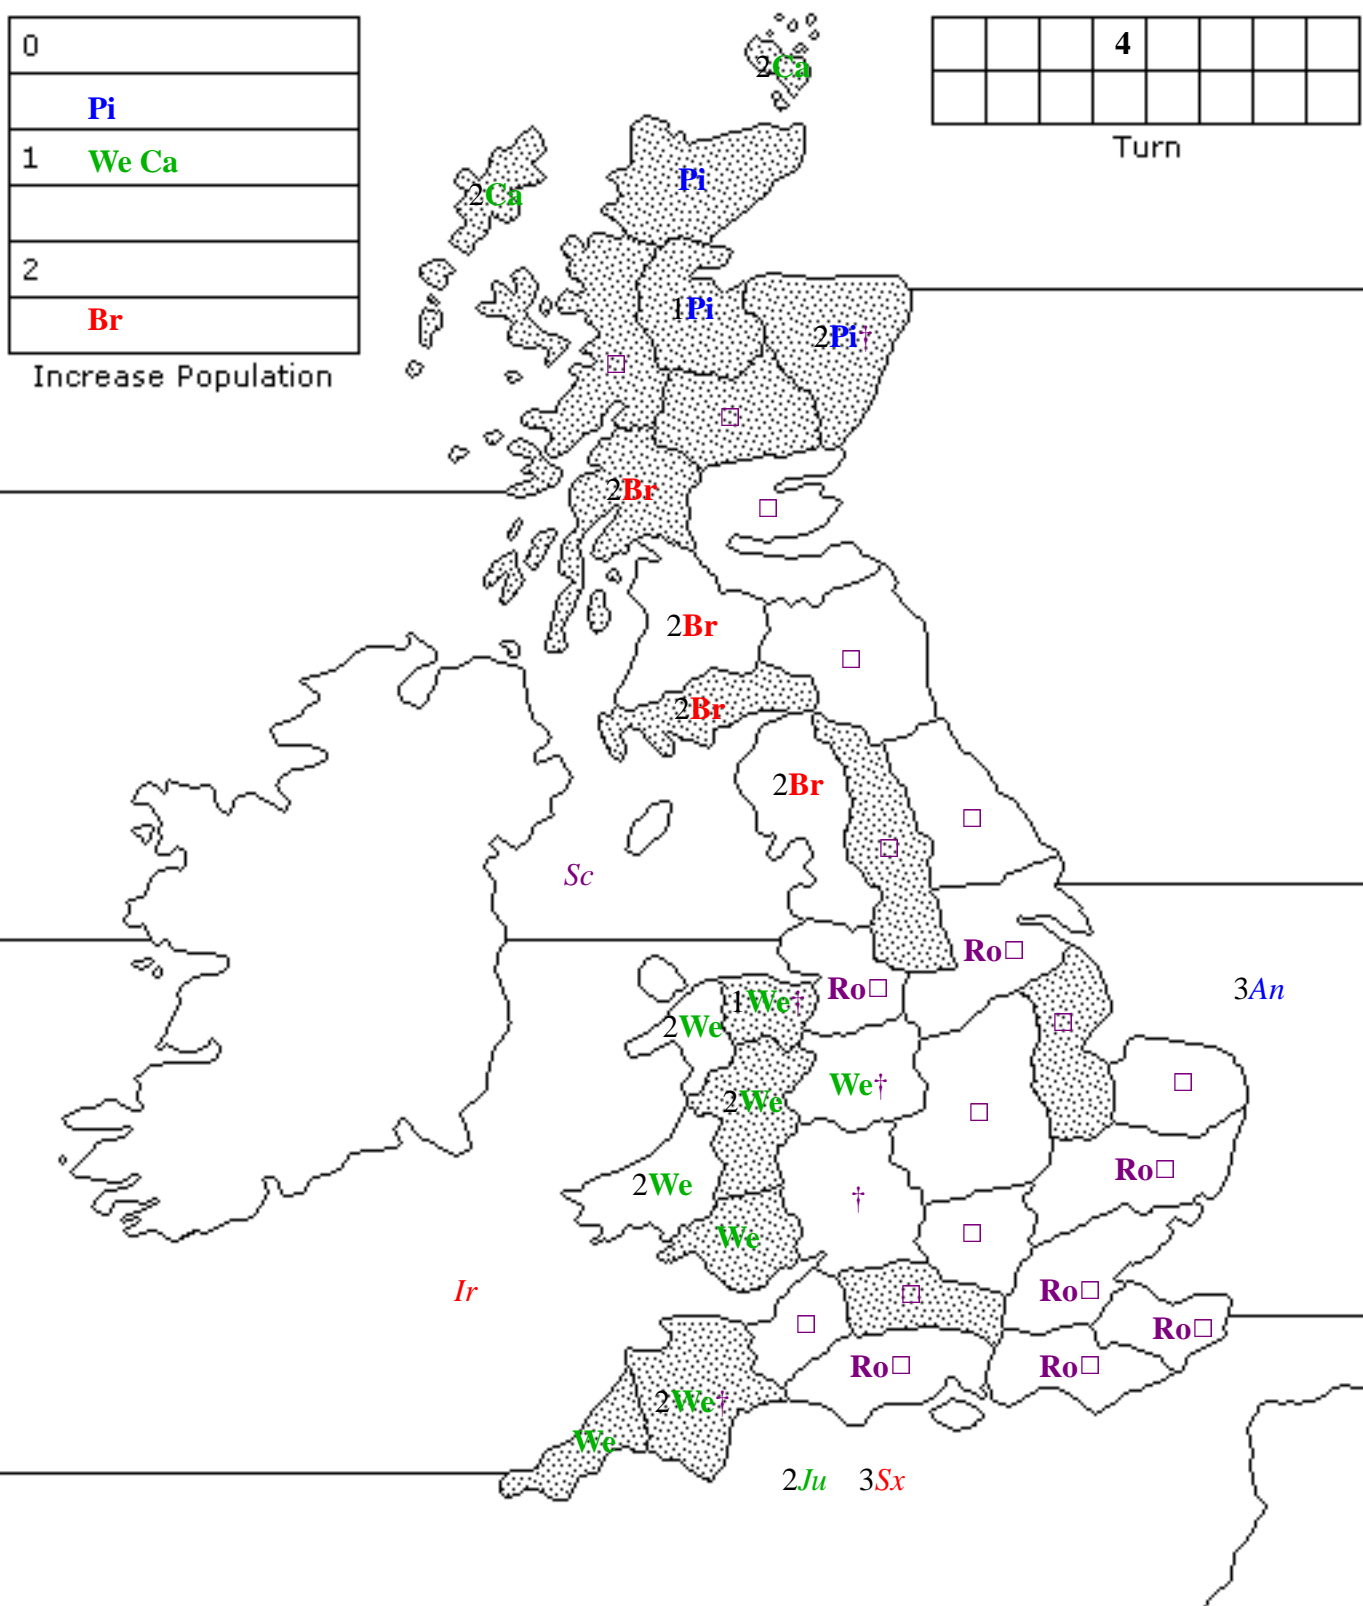 0
4
2Ca
Pi
Turn
1 We Ca
Pi
2Ca
2
1Pi
Br
2Pi†
Increase Population
□
□
2Br
□
2Br
□
2Br
2Br
□
□
Sc
Ro□
Ro□
3An
1We†
□
2We
We†
□
2We
□
Ro□
2We
†
We
□
Ir
□
Ro□
□
Ro□
Ro□
Ro□
2We†
We
2Ju 3Sx